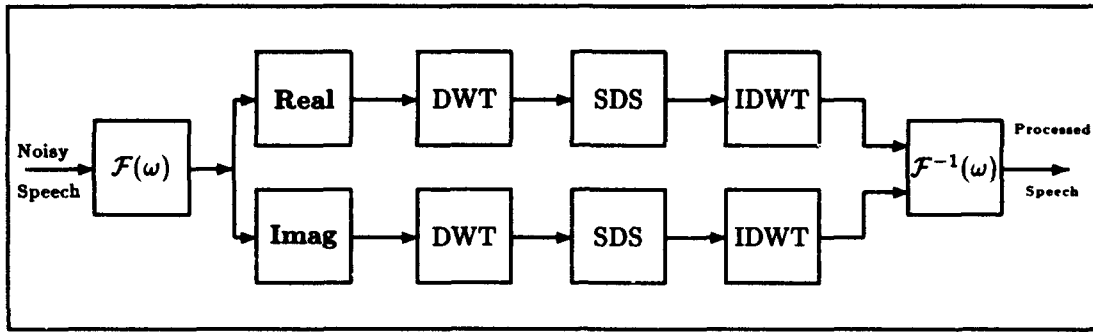 Noisy
Speech
𝓕(ω)
Real
DWT
SDS
IDWT
Imag
DWT
SDS
IDWT
𝓕⁻¹(ω)
Processed
Speech